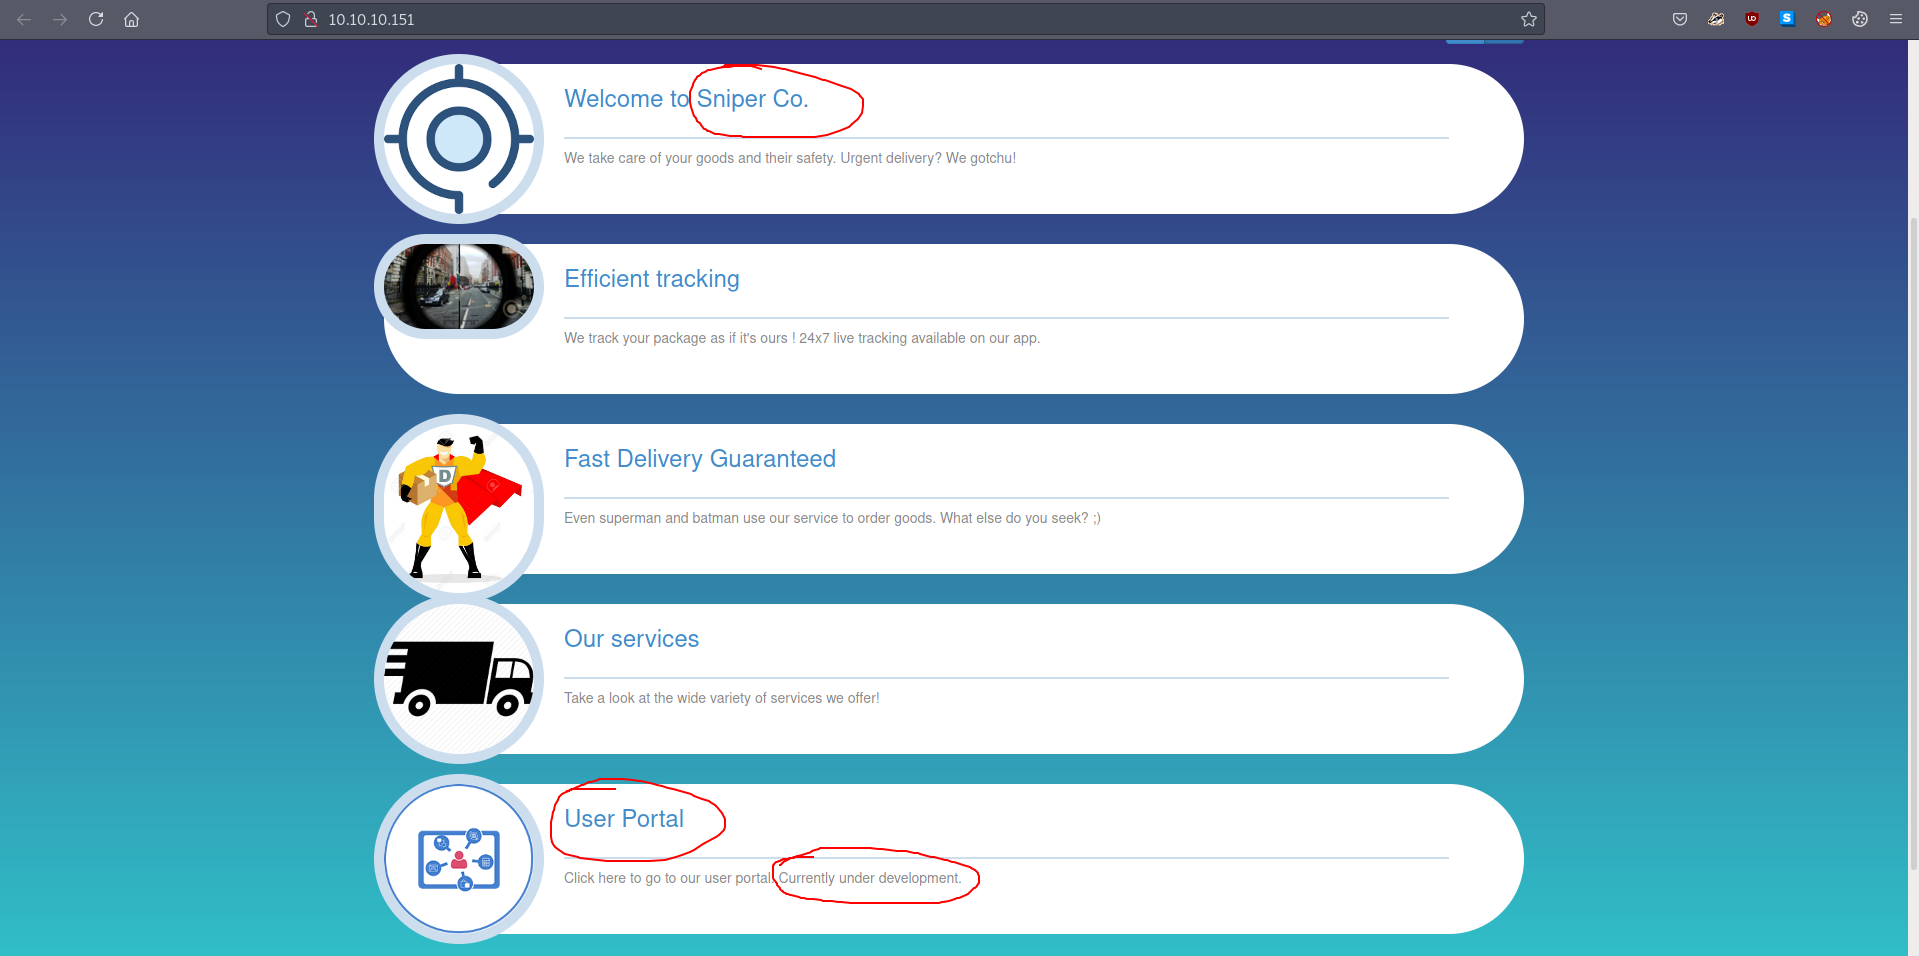 10.10.10.151
Welcome to Sniper Co.
We take care of your goods and their safety. Urgent delivery? We gotchu!
Efficient tracking
We track your package as if it's ours ! 24x7 live tracking available on our app.
D
Fast Delivery Guaranteed
Even superman and batman use our service to order goods. What else do you seek? ;)
Our services
Take a look at the wide variety of services we offer!
User Portal
Click here to go to our user portal. Currently under development.